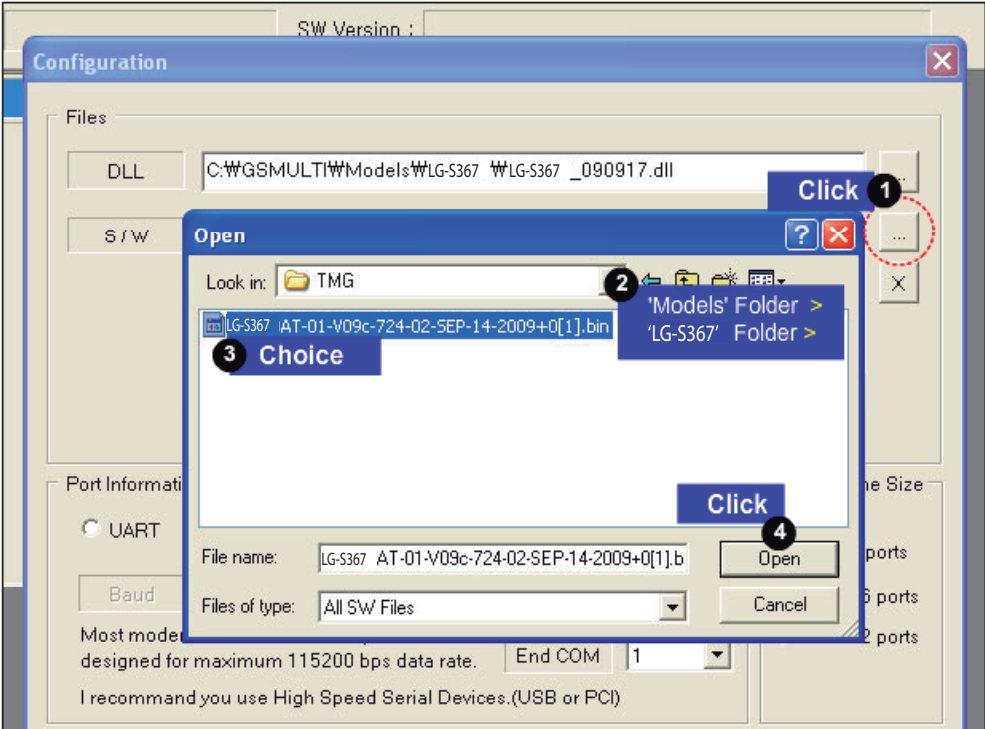 SW Version :
Configuration
Files
DLL
C:₩GSMULTI₩Models₩LG-S367 ₩LG-S367 _090917.dll
...
Click 1
S / W
...
Open
Look in: TMG
2
'Models' Folder >
‘LG-S367’ Folder >
LG-S367 AT-01-V09c-724-02-SEP-14-2009+0[1].bin
3 Choice
Port Informati
ne Size
Click
4
UART
File name: LG-S367 AT-01-V09c-724-02-SEP-14-2009+0[1].b
Open
ports
Baud
Files of type: All SW Files
Cancel
6 ports
Most moder
2 ports
designed for maximum 115200 bps data rate.
End COM 1
I recommand you use High Speed Serial Devices.(USB or PCI)